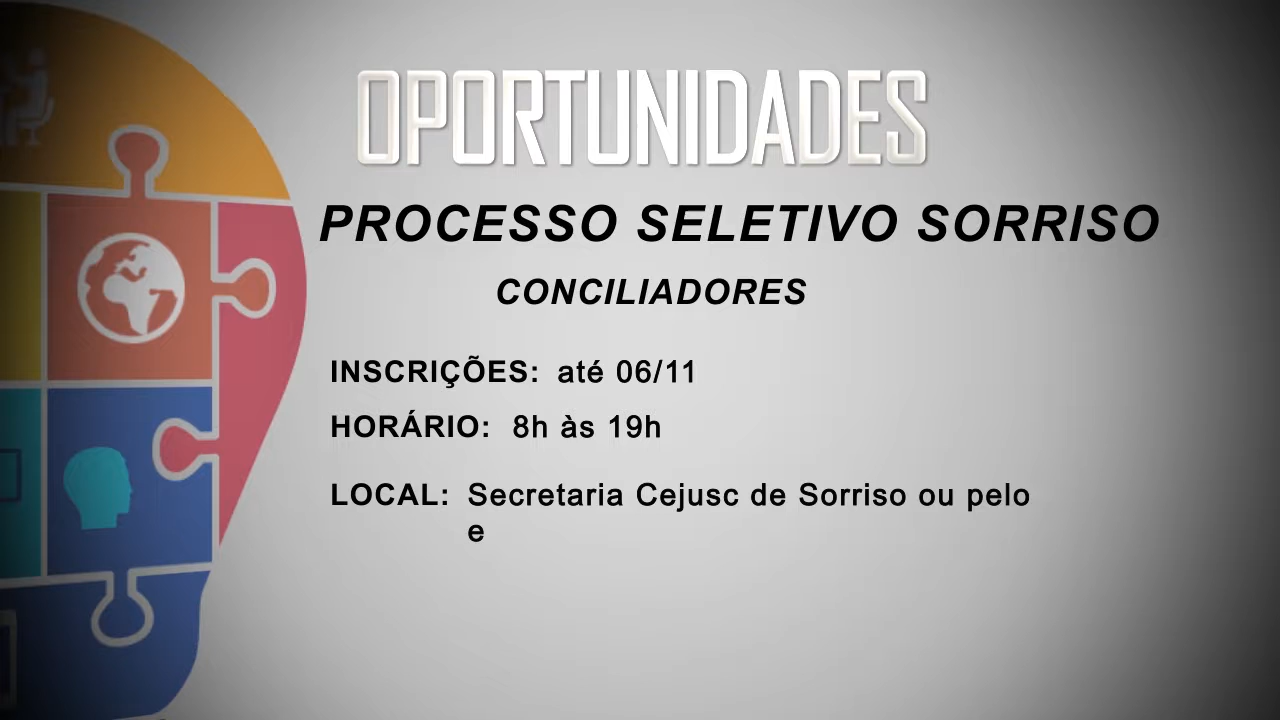 OPORTUNIDADES
PROCESSO SELETIVO SORRISO
CONCILIADORES
INSCRIÇÕES: até 06/11
HORÁRIO: 8h às 19h
LOCAL: Secretaria Cejusc de Sorriso ou pelo
e